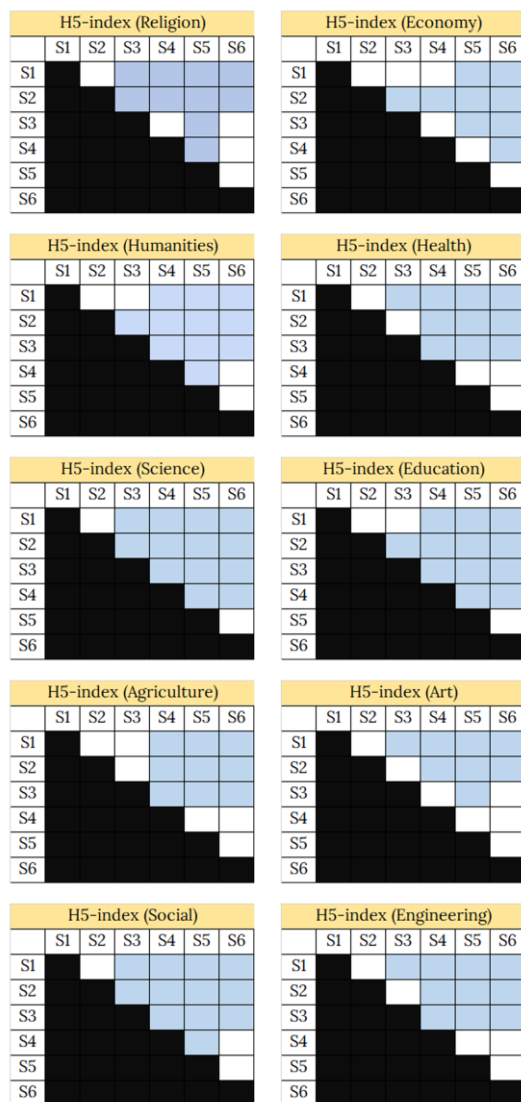 H5-index (Religion)
S1 S2 S3 S4 S5 S6
S1
S2
S3
S4
S5
S6
H5-index (Economy)
S1 S2 S3 S4 S5 S6
S1
S2
S3
S4
S5
S6
H5-index (Humanities)
S1 S2 S3 S4 S5 S6
S1
S2
S3
S4
S5
S6
H5-index (Health)
S1 S2 S3 S4 S5 S6
S1
S2
S3
S4
S5
S6
H5-index (Science)
S1 S2 S3 S4 S5 S6
S1
S2
S3
S4
S5
S6
H5-index (Education)
S1 S2 S3 S4 S5 S6
S1
S2
S3
S4
S5
S6
H5-index (Agriculture)
S1 S2 S3 S4 S5 S6
S1
S2
S3
S4
S5
S6
H5-index (Art)
S1 S2 S3 S4 S5 S6
S1
S2
S3
S4
S5
S6
H5-index (Social)
S1 S2 S3 S4 S5 S6
S1
S2
S3
S4
S5
S6
H5-index (Engineering)
S1 S2 S3 S4 S5 S6
S1
S2
S3
S4
S5
S6